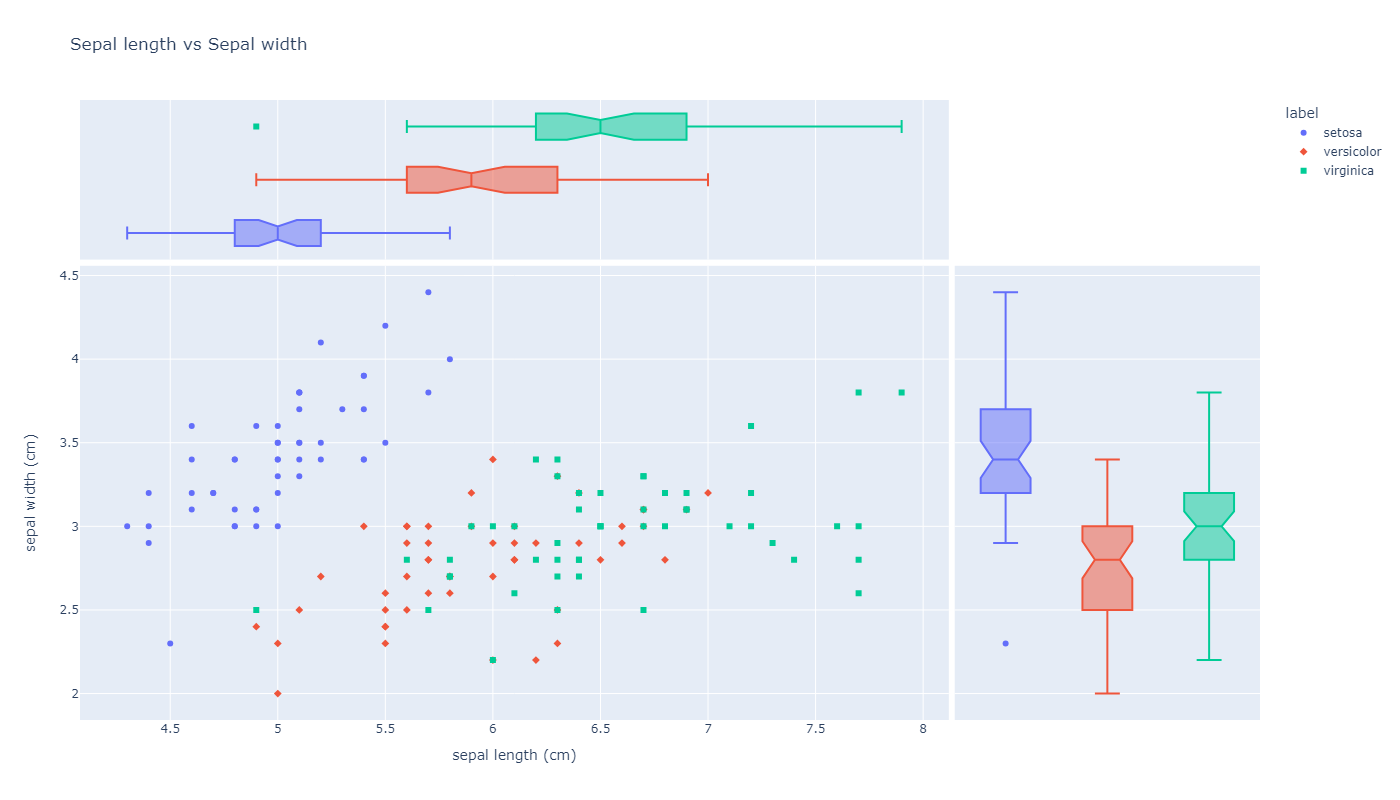 Sepal length vs Sepal width
label
setosa
versicolor
virginica
4.5
4
3.5
3
2.5
2
sepal width (cm)
4.5 5 5.5 6 6.5 7 7.5 8
sepal length (cm)